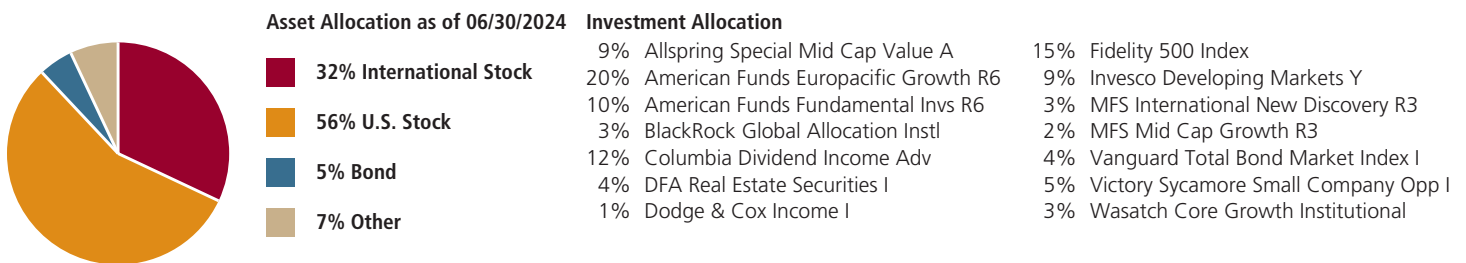 Asset Allocation as of 06/30/2024
32% International Stock
56% U.S. Stock
5% Bond
7% Other
Investment Allocation
9% Allspring Special Mid Cap Value A
20% American Funds Europacific Growth R6
10% American Funds Fundamental Invs R6
3% BlackRock Global Allocation Instl
12% Columbia Dividend Income Adv
4% DFA Real Estate Securities I
1% Dodge & Cox Income I
15% Fidelity 500 Index
9% Invesco Developing Markets Y
3% MFS International New Discovery R3
2% MFS Mid Cap Growth R3
4% Vanguard Total Bond Market Index I
5% Victory Sycamore Small Company Opp I
3% Wasatch Core Growth Institutional